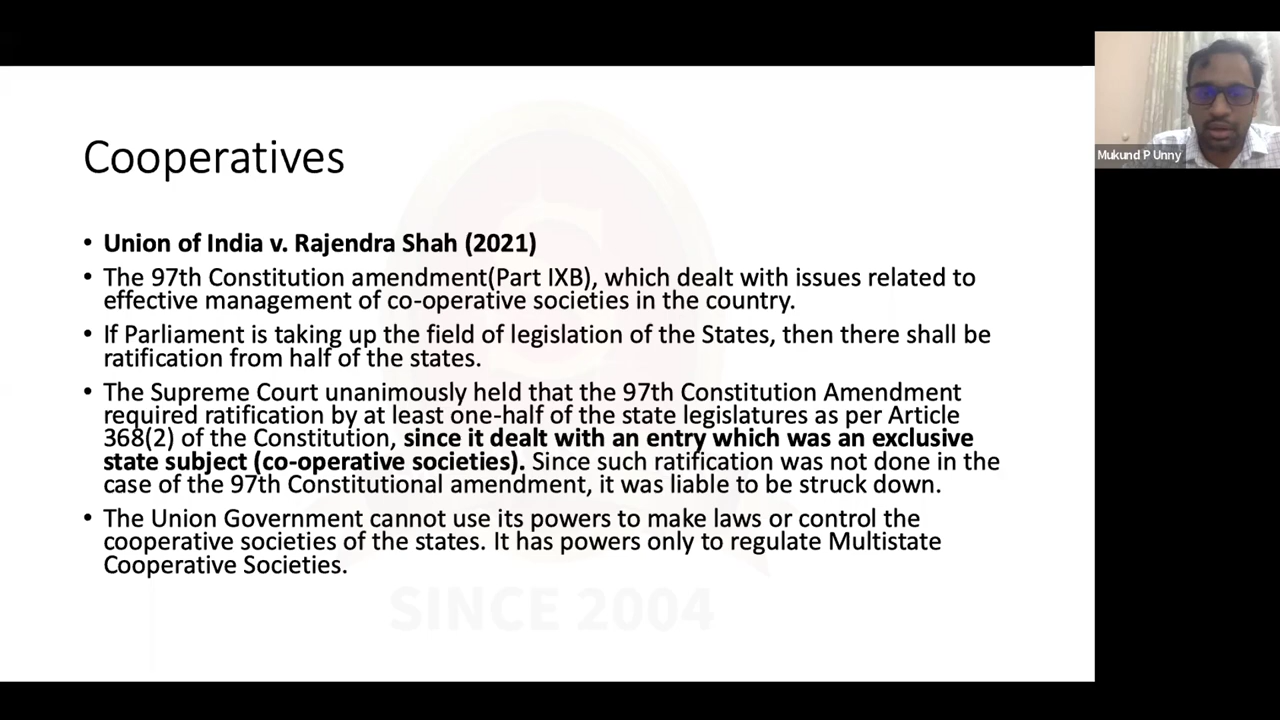 Cooperatives
• Union of India v. Rajendra Shah (2021)
• The 97th Constitution amendment(Part IXB), which dealt with issues related to
effective management of co-operative societies in the country.
• If Parliament is taking up the field of legislation of the States, then there shall be
ratification from half of the states.
• The Supreme Court unanimously held that the 97th Constitution Amendment
required ratification by at least one-half of the state legislatures as per Article
368(2) of the Constitution, since it dealt with an entry which was an exclusive
state subject (co-operative societies). Since such ratification was not done in the
case of the 97th Constitutional amendment, it was liable to be struck down.
• The Union Government cannot use its powers to make laws or control the
cooperative societies of the states. It has powers only to regulate Multistate
Cooperative Societies.
SINCE 2004
Mukund P Unny